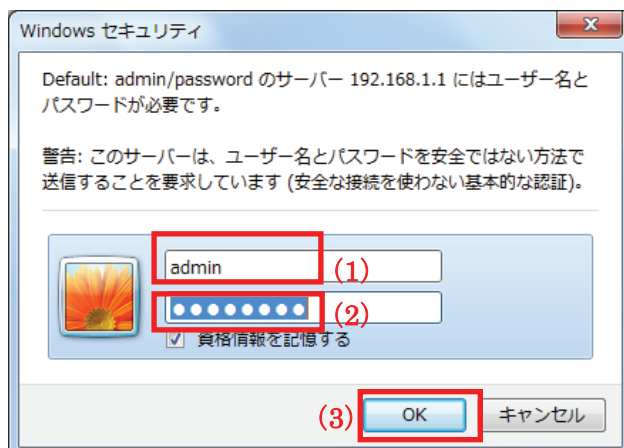 Windows セキュリティ
Default: admin/password のサーバー 192.168.1.1 にはユーザー名と
パスワードが必要です。
警告: このサーバーは、ユーザー名とパスワードを安全ではない方法で
送信することを要求しています (安全な接続を使わない基本的な認証)。
admin (1)
●●●●●●●● (2)
資格情報を記憶する
(3) OK キャンセル